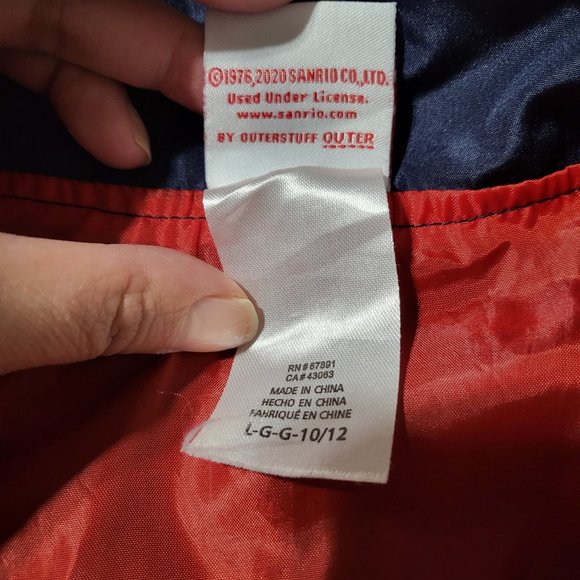 ©1976, 2020 SANRIO CO., LTD.
Used Under License.
www.sanrio.com
BY OUTERSTUFF OUTER
RN # 67891
CA # 43063
MADE IN CHINA
HECHO EN CHINA
FABRIQUÉ EN CHINE
L-G-G-10/12